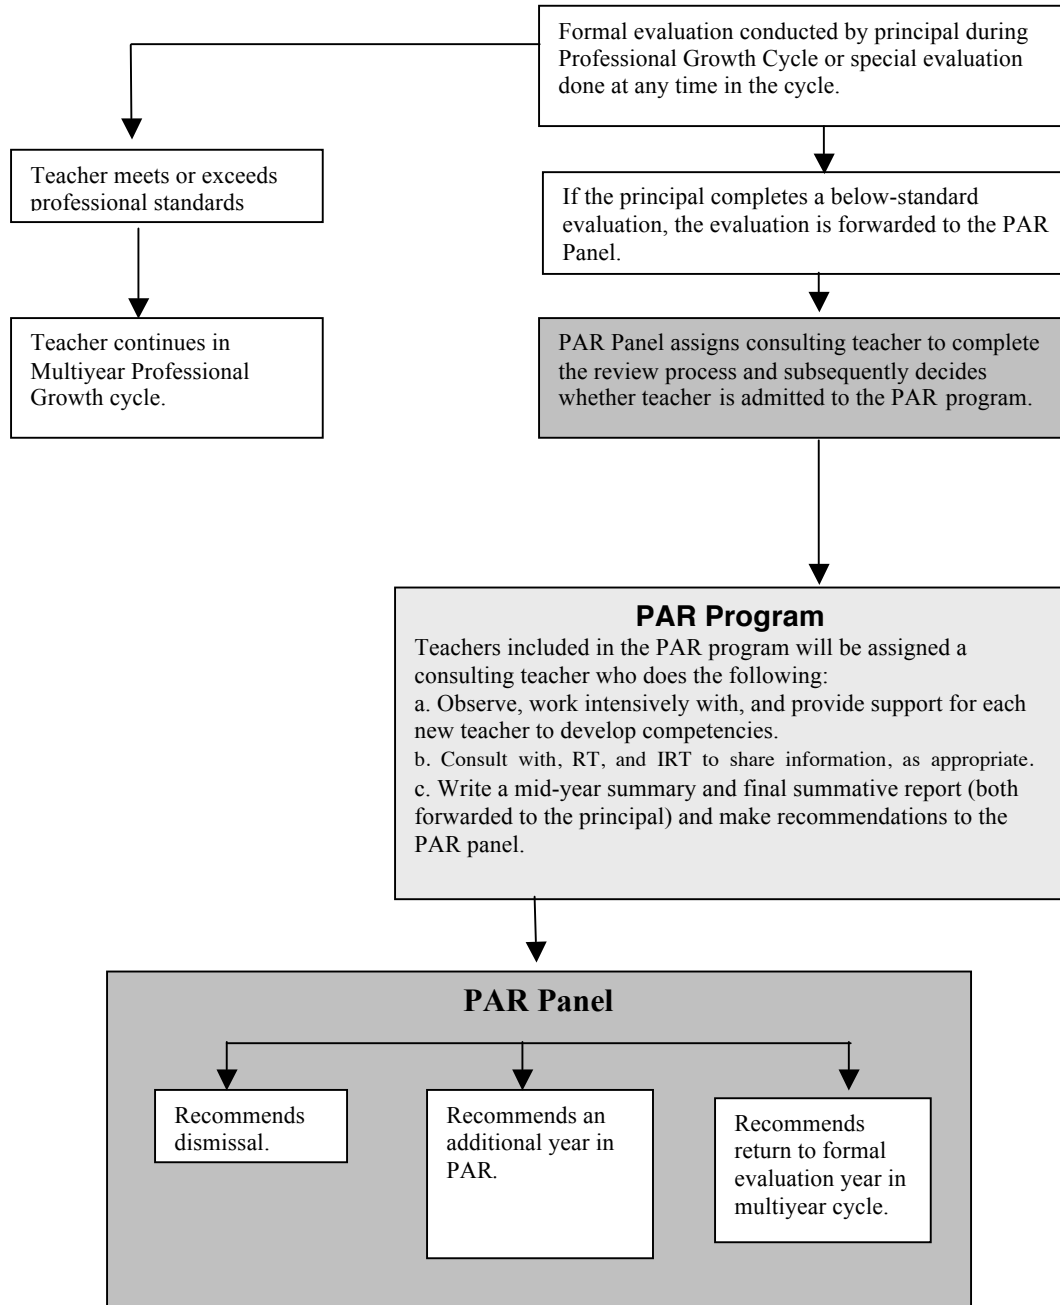 Formal evaluation conducted by principal during
Professional Growth Cycle or special evaluation
done at any time in the cycle.
Teacher meets or exceeds
professional standards
If the principal completes a below-standard
evaluation, the evaluation is forwarded to the PAR
Panel.
Teacher continues in
Multiyear Professional
Growth cycle.
PAR Panel assigns consulting teacher to complete
the review process and subsequently decides
whether teacher is admitted to the PAR program.
PAR Program
Teachers included in the PAR program will be assigned a
consulting teacher who does the following:
a. Observe, work intensively with, and provide support for each
new teacher to develop competencies.
b. Consult with, RT, and IRT to share information, as appropriate.
c. Write a mid-year summary and final summative report (both
forwarded to the principal) and make recommendations to the
PAR panel.
PAR Panel
Recommends
dismissal.
Recommends an
additional year in
PAR.
Recommends
return to formal
evaluation year in
multiyear cycle.